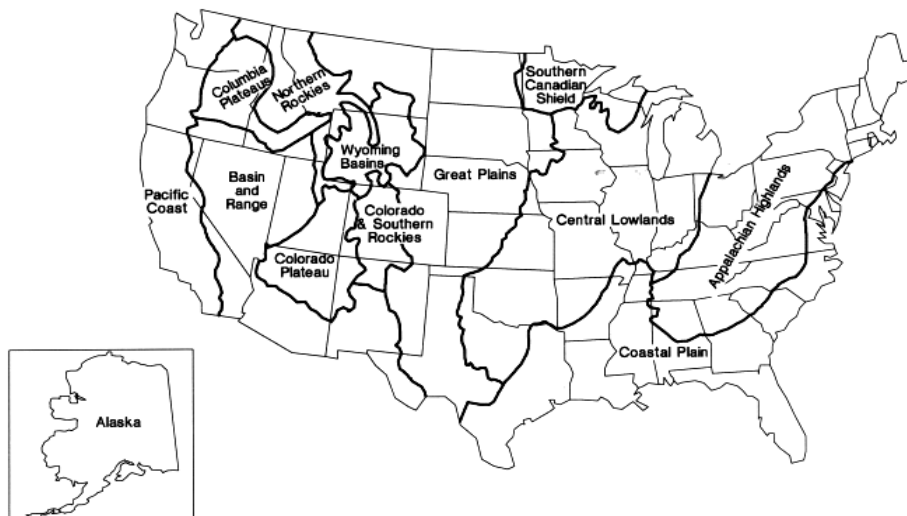 Columbia
Plateaus
Northern
Rockies
Southern
Canadian
Shield
Wyoming
Basins
Great Plains
Pacific
Coast
Basin
and
Range
Colorado
& Southern
Rockies
Central Lowlands
Appalachian Highlands
Colorado
Plateau
Coastal Plain
Alaska